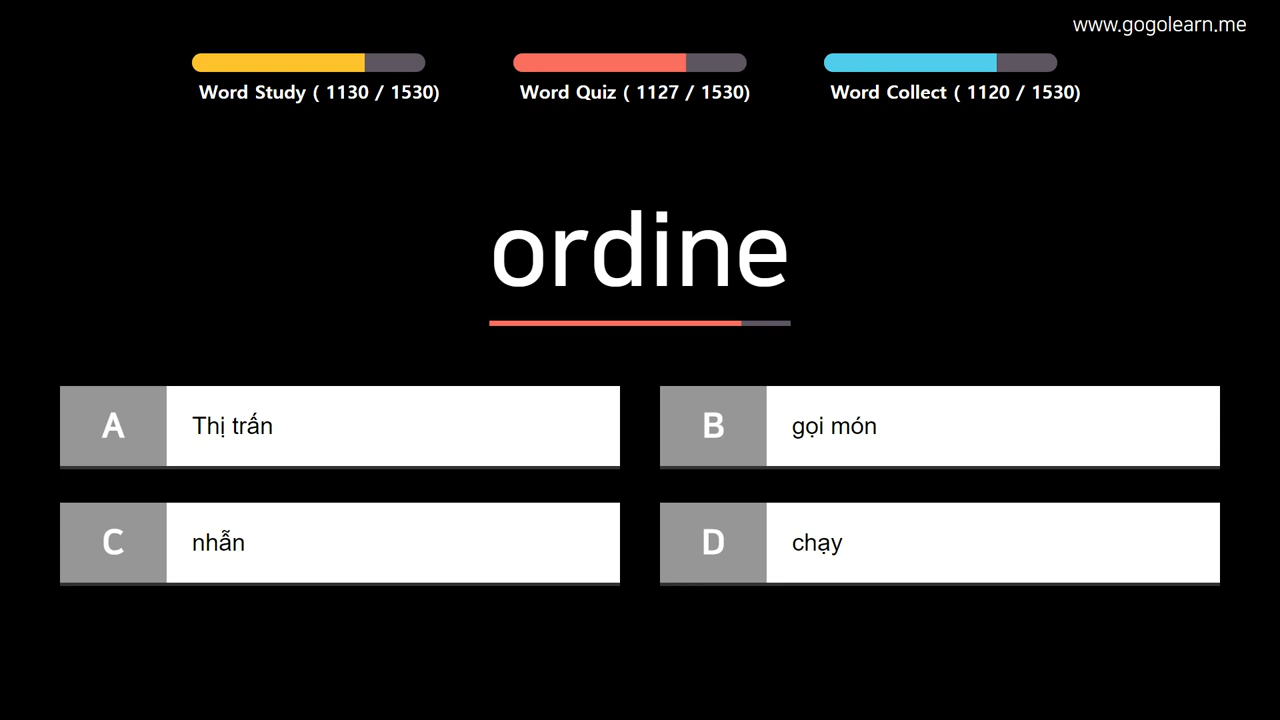 www.gogolearn.me
Word Study ( 1130 / 1530)
Word Quiz ( 1127 / 1530)
Word Collect ( 1120 / 1530)
ordine
A Thị trấn
B gọi món
C nhẫn
D chạy